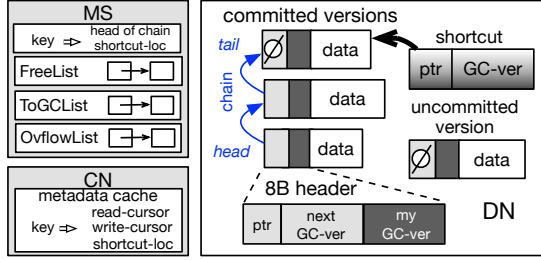 MS
key ⇨ head of chain
shortcut-loc
FreeList
ToGCList
OvflowList
CN
metadata cache
read-cursor
key ⇨ write-cursor
shortcut-loc
committed versions
tail
∅ data
chain
data
head
data
8B header
ptr
next
GC-ver
my
GC-ver
shortcut
ptr GC-ver
uncommitted
version
∅ data
DN